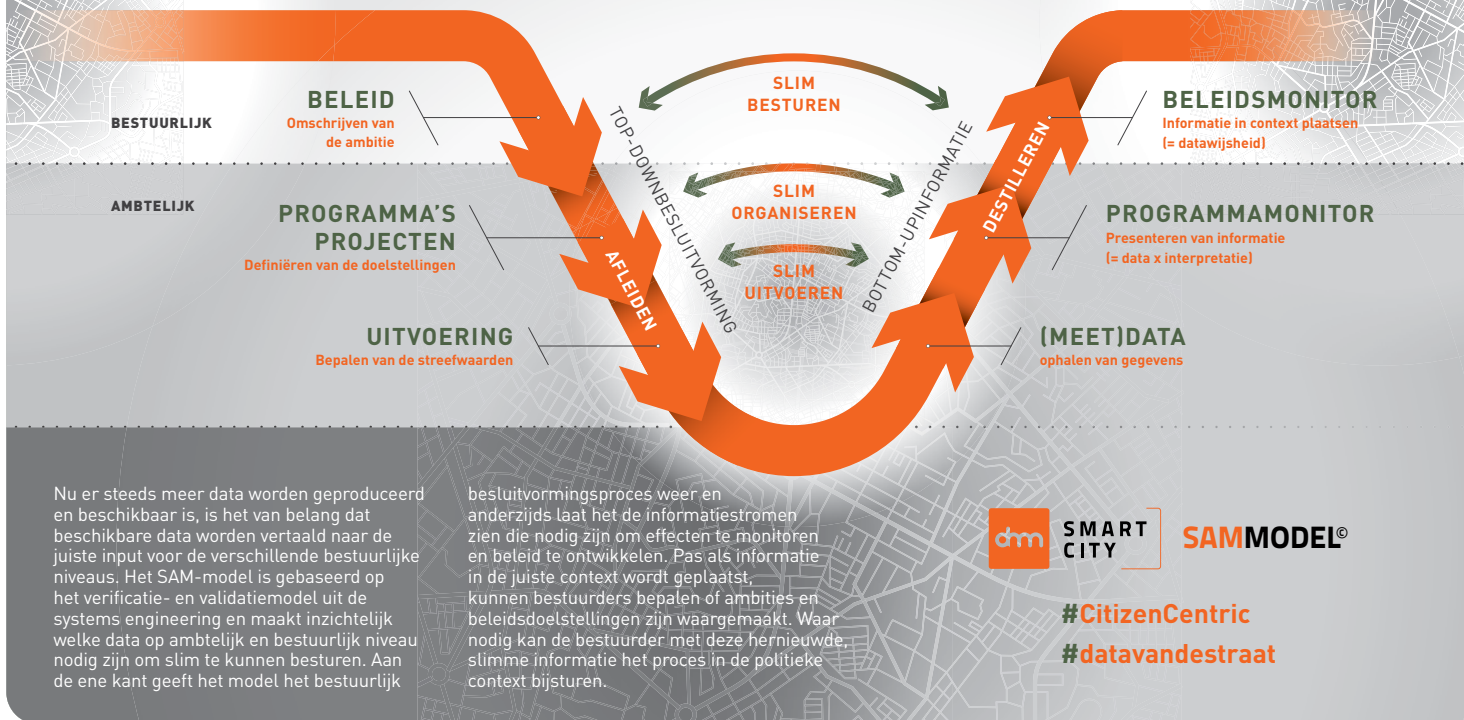 BESTUURLIJK
BELEID
Omschrijven van
de ambitie
AMBTELIJK
PROGRAMMA'S
PROJECTEN
Definiëren van de doelstellingen
UITVOERING
Bepalen van de streefwaarden
AFLEIDEN
TOP-DOWNBESLUITVORMING
SLIM
BESTUREN
SLIM
ORGANISEREN
SLIM
UITVOEREN
BOTTOM-UPINFORMATIE
DESTILLEREN
BELEIDSMONITOR
Informatie in context plaatsen
(= datawijsheid)
PROGRAMMAMONITOR
Presenteren van informatie
(= data x interpretatie)
(MEET)DATA
ophalen van gegevens
Nu er steeds meer data worden geproduceerd
en beschikbaar is, is het van belang dat
beschikbare data worden vertaald naar de
juiste input voor de verschillende bestuurlijke
niveaus. Het SAM-model is gebaseerd op
het verificatie- en validatiemodel uit de
systems engineering en maakt inzichtelijk
welke data op ambtelijk en bestuurlijk niveau
nodig zijn om slim te kunnen besturen. Aan
de ene kant geeft het model het bestuurlijk
besluitvormingsproces weer en
anderzijds laat het de informatiestromen
zien die nodig zijn om effecten te monitoren
en beleid te ontwikkelen. Pas als informatie
in de juiste context wordt geplaatst,
kunnen bestuurders bepalen of ambities en
beleidsdoelstellingen zijn waargemaakt. Waar
nodig kan de bestuurder met deze hernieuwde,
slimme informatie het proces in de politieke
context bijsturen.
dmn
SMART
CITY
SAMMODEL©
#CitizenCentric
#datavandestraat